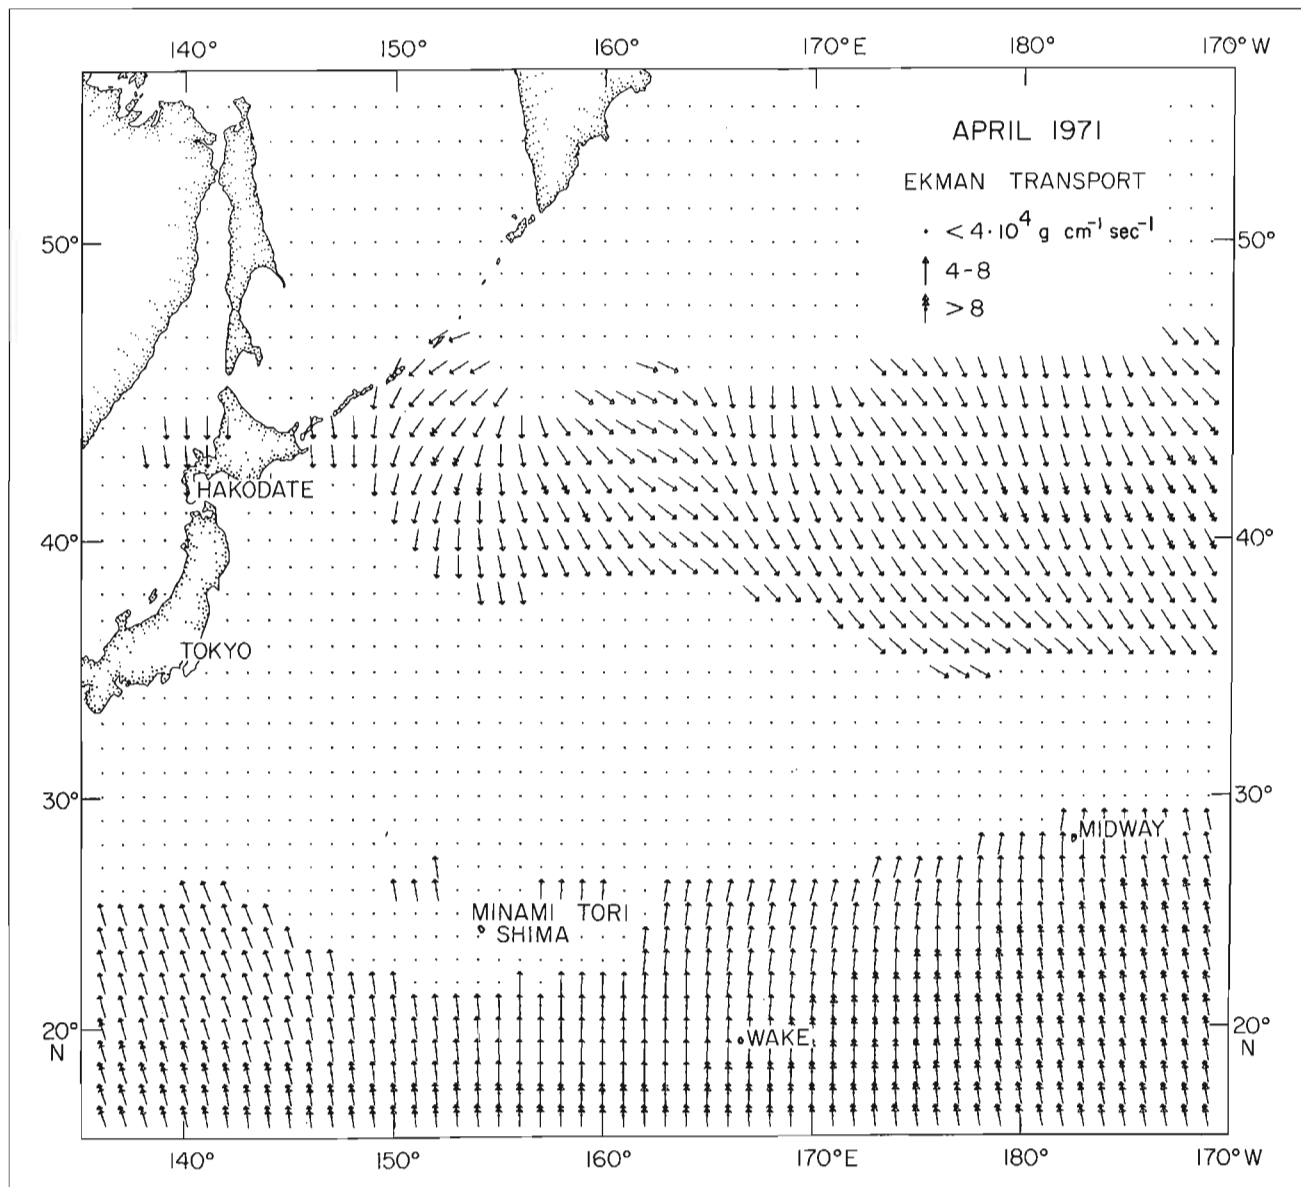 140° 150° 160° 170°E 180° 170°W
APRIL 1971
EKMAN TRANSPORT
· < 4·10⁴ g cm⁻¹ sec⁻¹
4-8
>8
50° 50°
HAKODATE
40° 40°
TOKYO
30° 30°
MIDWAY
MINAMI TORI
SHIMA
20° 20°
N N
WAKE
140° 150° 160° 170°E 180° 170°W